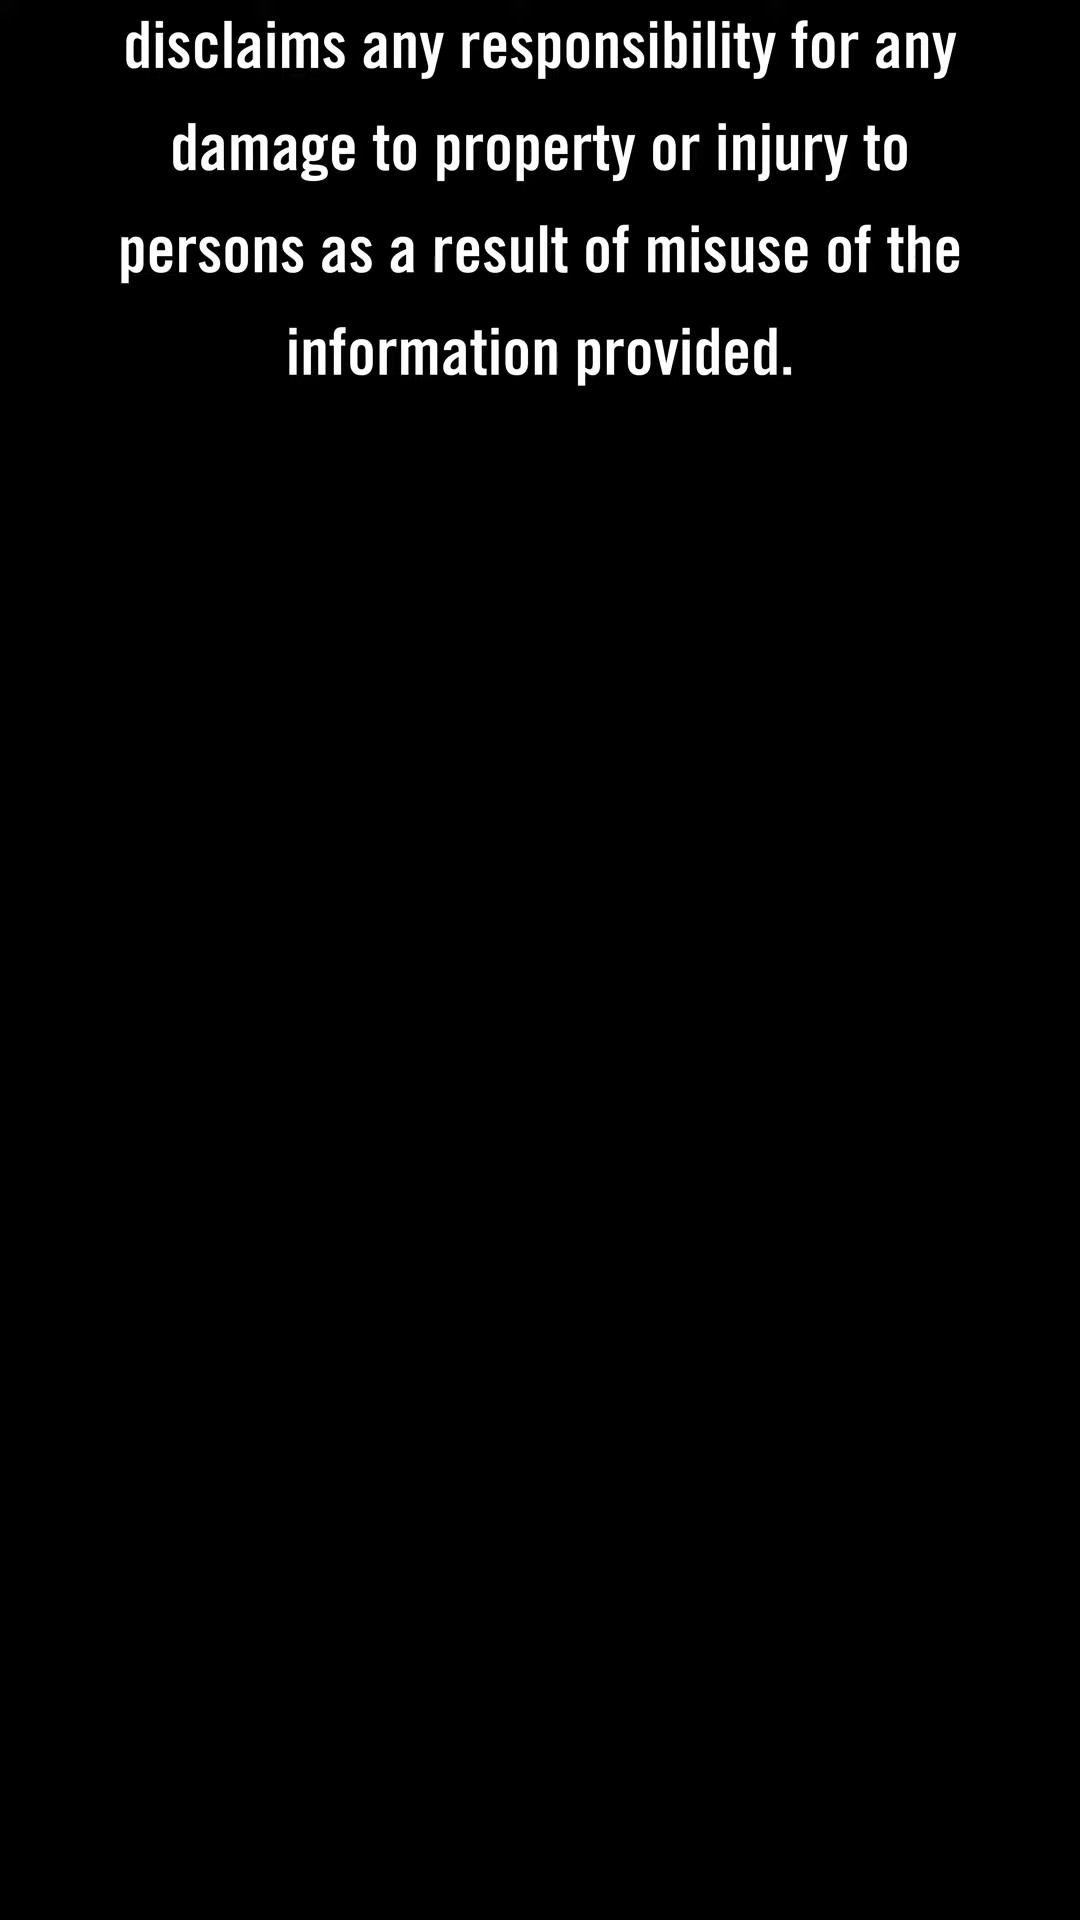 disclaims any responsibility for any
damage to property or injury to
persons as a result of misuse of the
information provided.